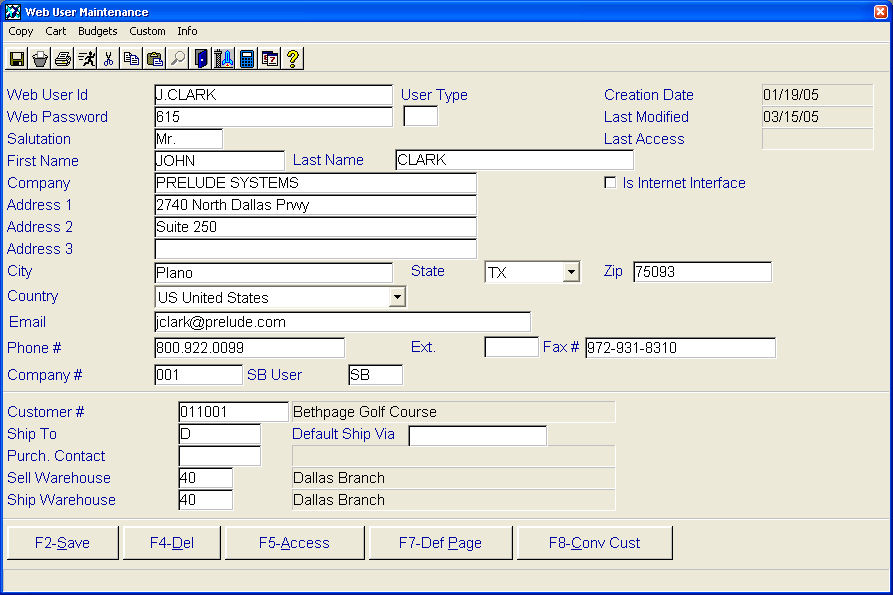 Web User Maintenance
Copy Cart Budgets Custom Info
Web User Id J.CLARK User Type Creation Date 01/19/05
Web Password 615 Last Modified 03/15/05
Salutation Mr. Last Access
First Name JOHN Last Name CLARK
Company PRELUDE SYSTEMS Is Internet Interface
Address 1 2740 North Dallas Prwy
Address 2 Suite 250
Address 3
City Plano State TX Zip 75093
Country US United States
Email jclark@prelude.com
Phone # 800.922.0099 Ext. Fax # 972-931-8310
Company # 001 SB User SB
Customer # 011001 Bethpage Golf Course
Ship To D Default Ship Via
Purch. Contact
Sell Warehouse 40 Dallas Branch
Ship Warehouse 40 Dallas Branch
F2-Save F4-Del F5-Access F7-Def Page F8-Conv Cust